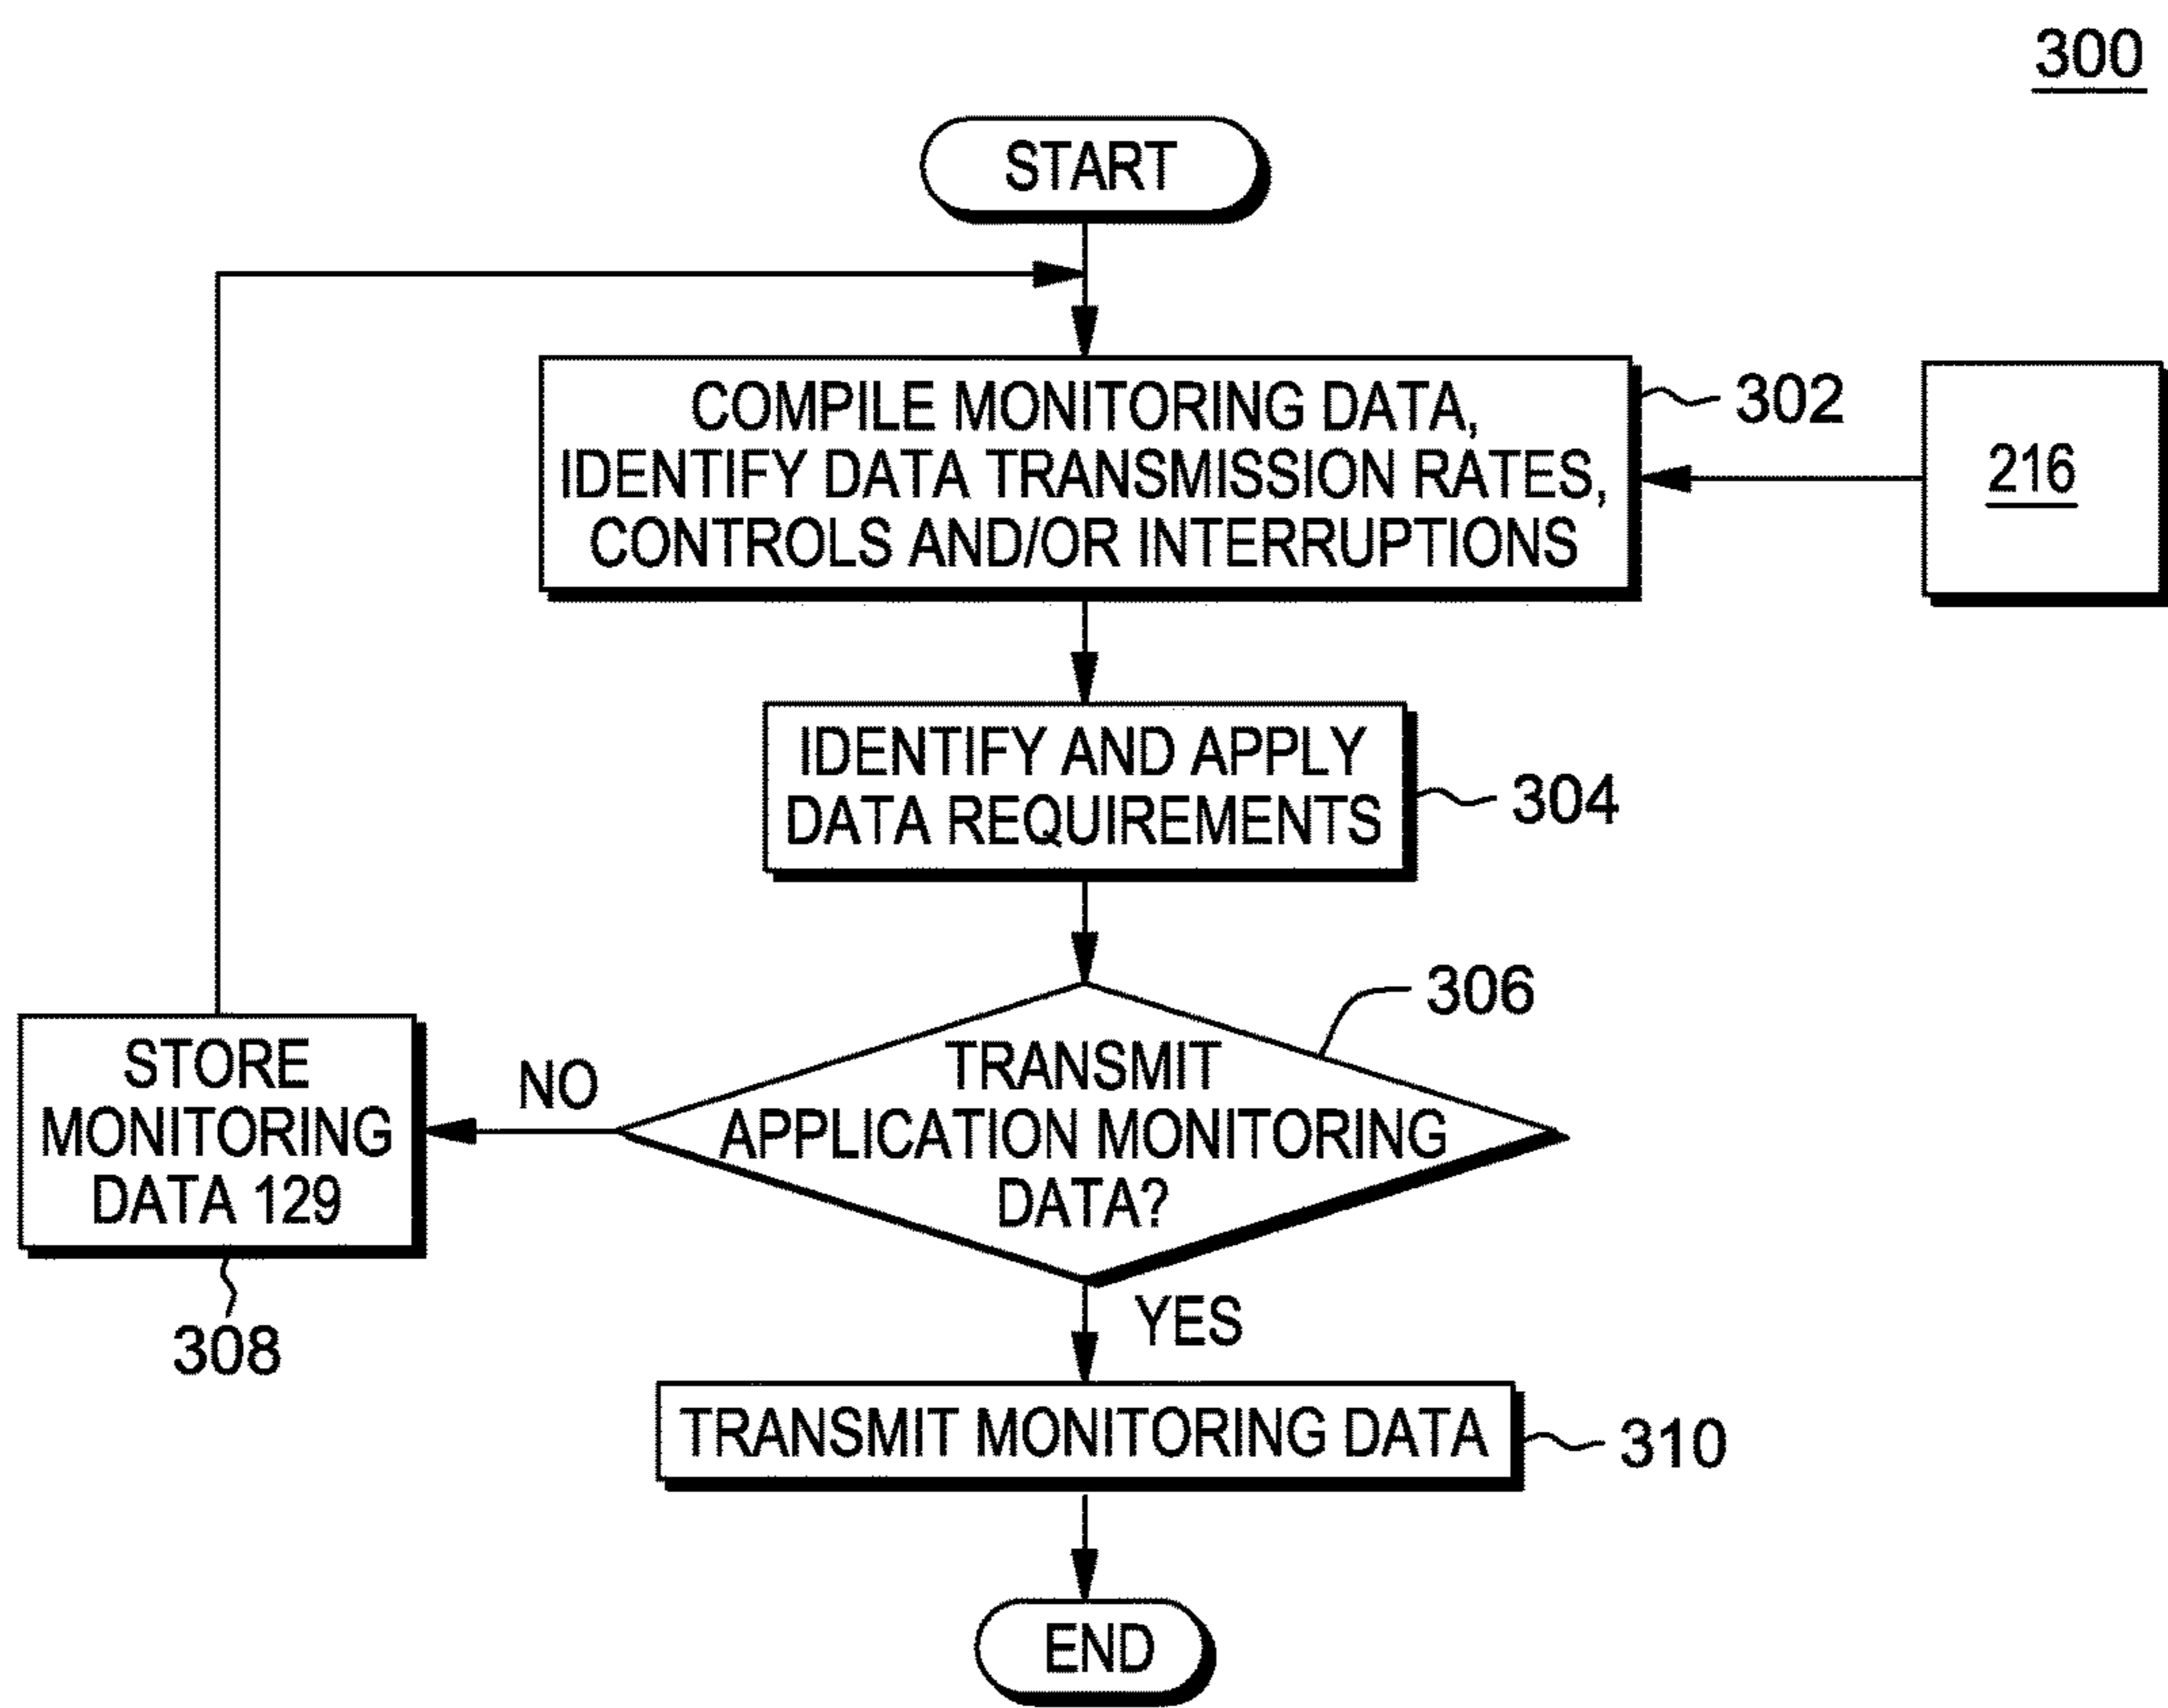 300
START
COMPILE MONITORING DATA,
IDENTIFY DATA TRANSMISSION RATES,
CONTROLS AND/OR INTERRUPTIONS
302
216
IDENTIFY AND APPLY
DATA REQUIREMENTS
304
306
TRANSMIT
APPLICATION MONITORING
DATA?
NO
STORE
MONITORING
DATA 129
308
YES
TRANSMIT MONITORING DATA
310
END